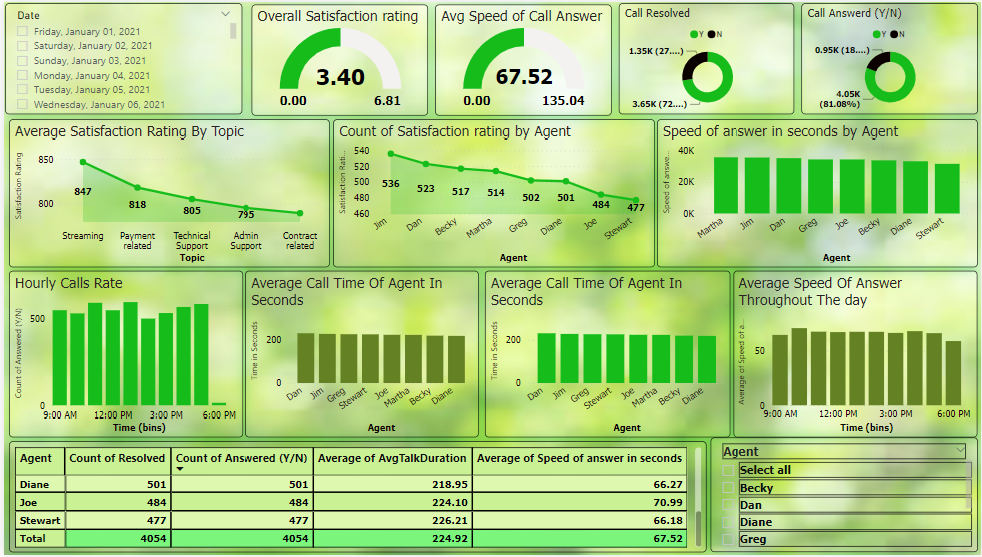 Date
Friday, January 01, 2021
Saturday, January 02, 2021
Sunday, January 03, 2021
Monday, January 04, 2021
Tuesday, January 05, 2021
Wednesday, January 06, 2021
Overall Satisfaction rating
3.40
0.00 6.81
Avg Speed of Call Answer
67.52
0.00 135.04
Call Resolved
Y N
1.35K (27....)
3.65K (72....)
Call Answerd (Y/N)
Y N
0.95K (18....)
4.05K
(81.08%)
Average Satisfaction Rating By Topic
Satisfaction Rating
850
800
847
818
805
795
Streaming
Payment
related
Technical
Support
Admin
Support
Contract
related
Topic
Count of Satisfaction rating by Agent
Satisfaction Rati...
540
520
500
480
460
536
523
517
514
502
501
484
477
Jim
Dan
Becky
Martha
Greg
Diane
Joe
Stewart
Agent
Speed of answer in seconds by Agent
Speed of answe...
40K
20K
0K
Martha
Jim
Dan
Greg
Joe
Becky
Diane
Stewart
Agent
Hourly Calls Rate
Count of Answered (Y/N)
500
0
9:00 AM 12:00 PM 3:00 PM 6:00 PM
Time (bins)
Average Call Time Of Agent In
Seconds
Time in Seconds
200
0
Dan
Jim
Greg
Stewart
Joe
Martha
Becky
Diane
Agent
Average Call Time Of Agent In
Seconds
Time in Seconds
200
0
Dan
Jim
Greg
Stewart
Joe
Martha
Becky
Diane
Agent
Average Speed Of Answer
Throughout The day
Average of Speed of a...
50
0
9:00 AM 12:00 PM 3:00 PM 6:00 PM
Time (bins)
Agent Count of Resolved Count of Answered (Y/N) Average of AvgTalkDuration Average of Speed of answer in seconds
Diane 501 501 218.95 66.27
Joe 484 484 224.10 70.99
Stewart 477 477 226.21 66.18
Total 4054 4054 224.92 67.52
Agent
Select all
Becky
Dan
Diane
Greg